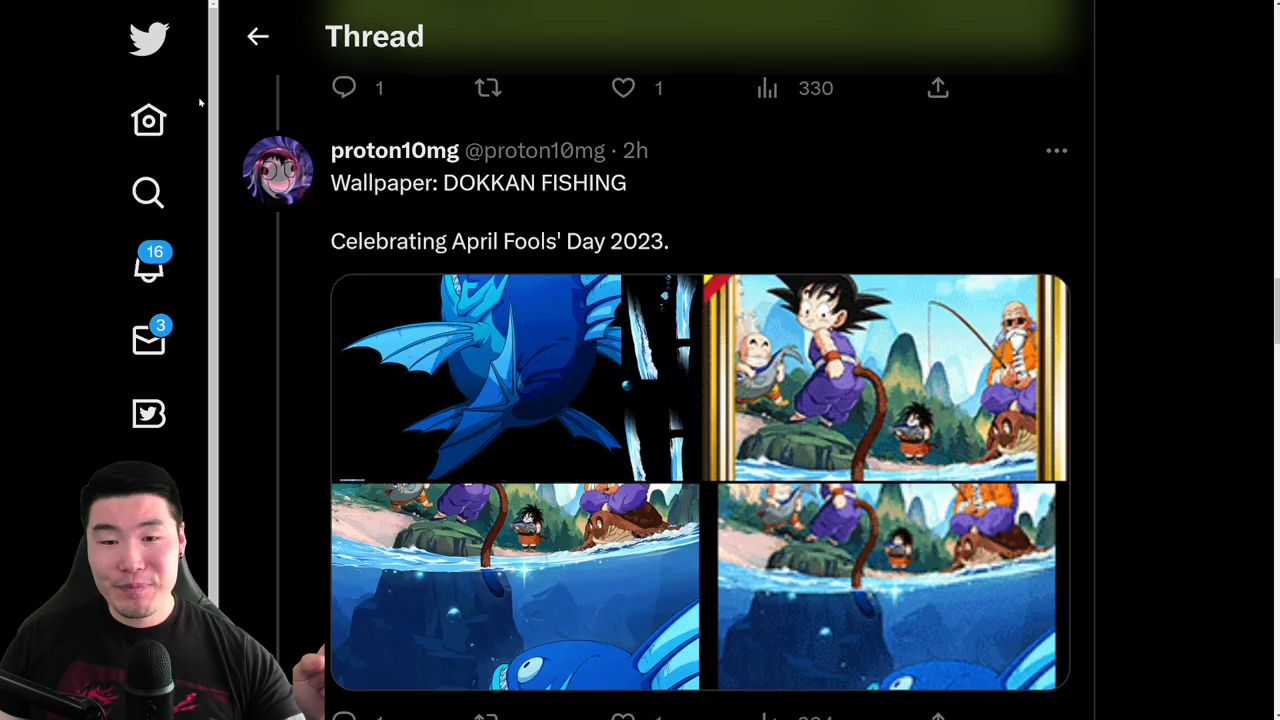 Thread
1
1
330
proton10mg @proton10mg · 2h
Wallpaper: DOKKAN FISHING
16
Celebrating April Fools' Day 2023.
3